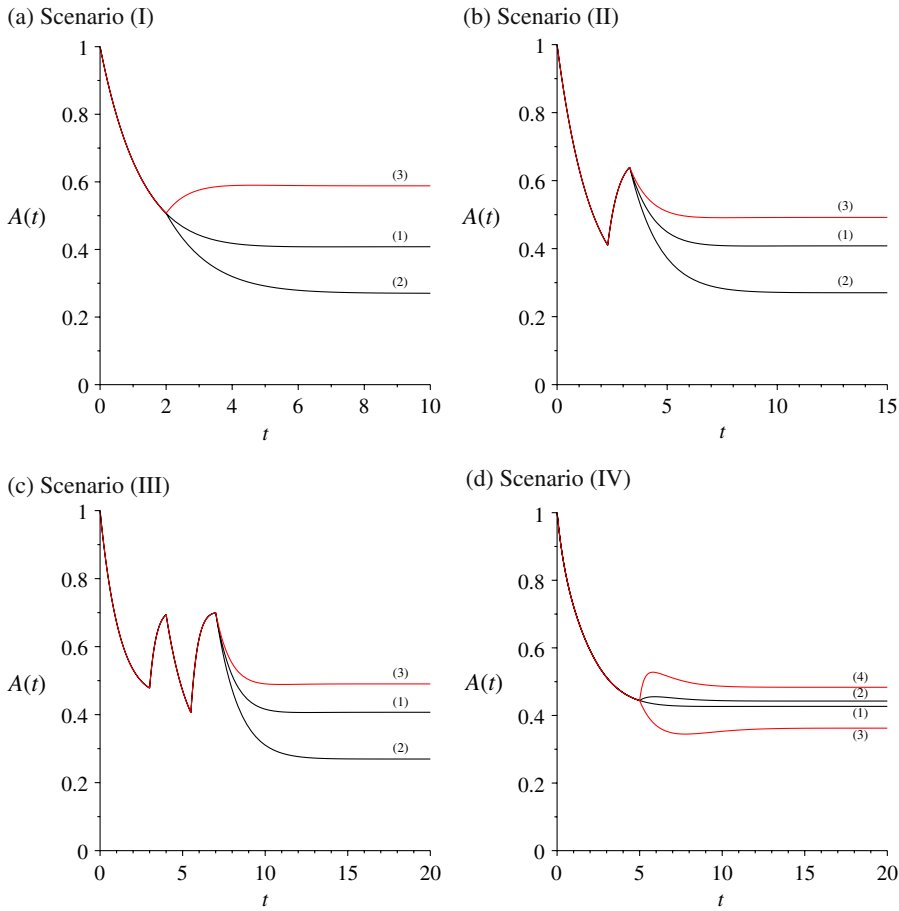 (a) Scenario (I)
1
0.8
0.6
A(t)
0.4
0.2
0
(3)
(1)
(2)
0 2 4 6 8 10
t
(b) Scenario (II)
1
0.8
0.6
A(t)
0.4
0.2
0
(3)
(1)
(2)
0 5 10 15
t
(c) Scenario (III)
1
0.8
0.6
A(t)
0.4
0.2
0
(3)
(1)
(2)
0 5 10 15 20
t
(d) Scenario (IV)
1
0.8
0.6
A(t)
0.4
0.2
0
(4)
(2)
(1)
(3)
0 5 10 15 20
t